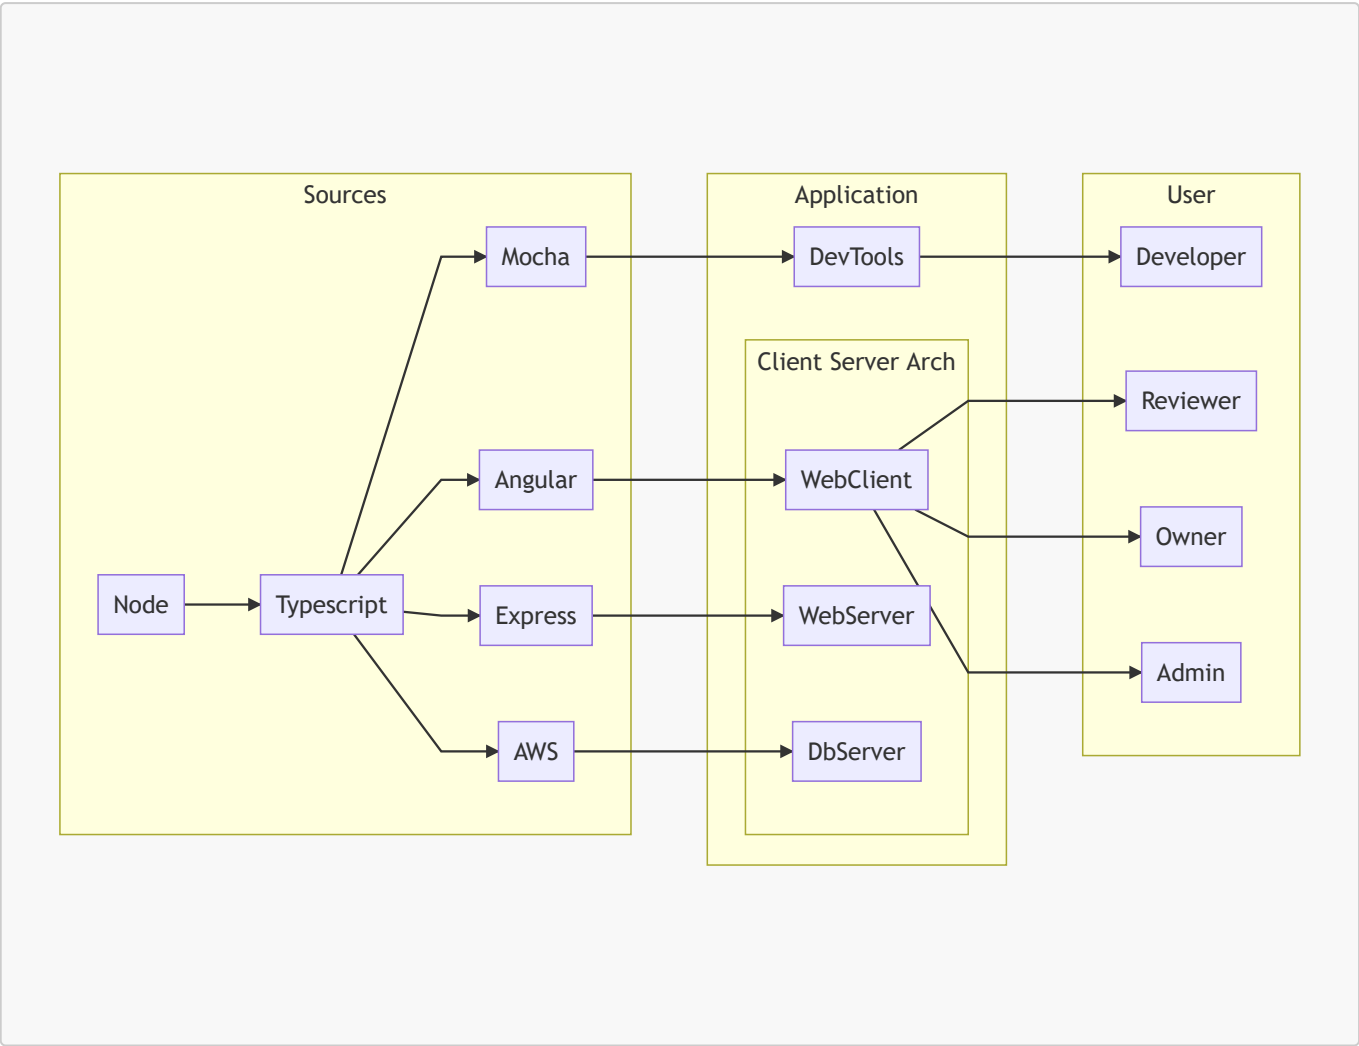 Sources
Mocha
Angular
Node
Typescript
Express
AWS
Application
DevTools
Client Server Arch
WebClient
WebServer
DbServer
User
Developer
Reviewer
Owner
Admin